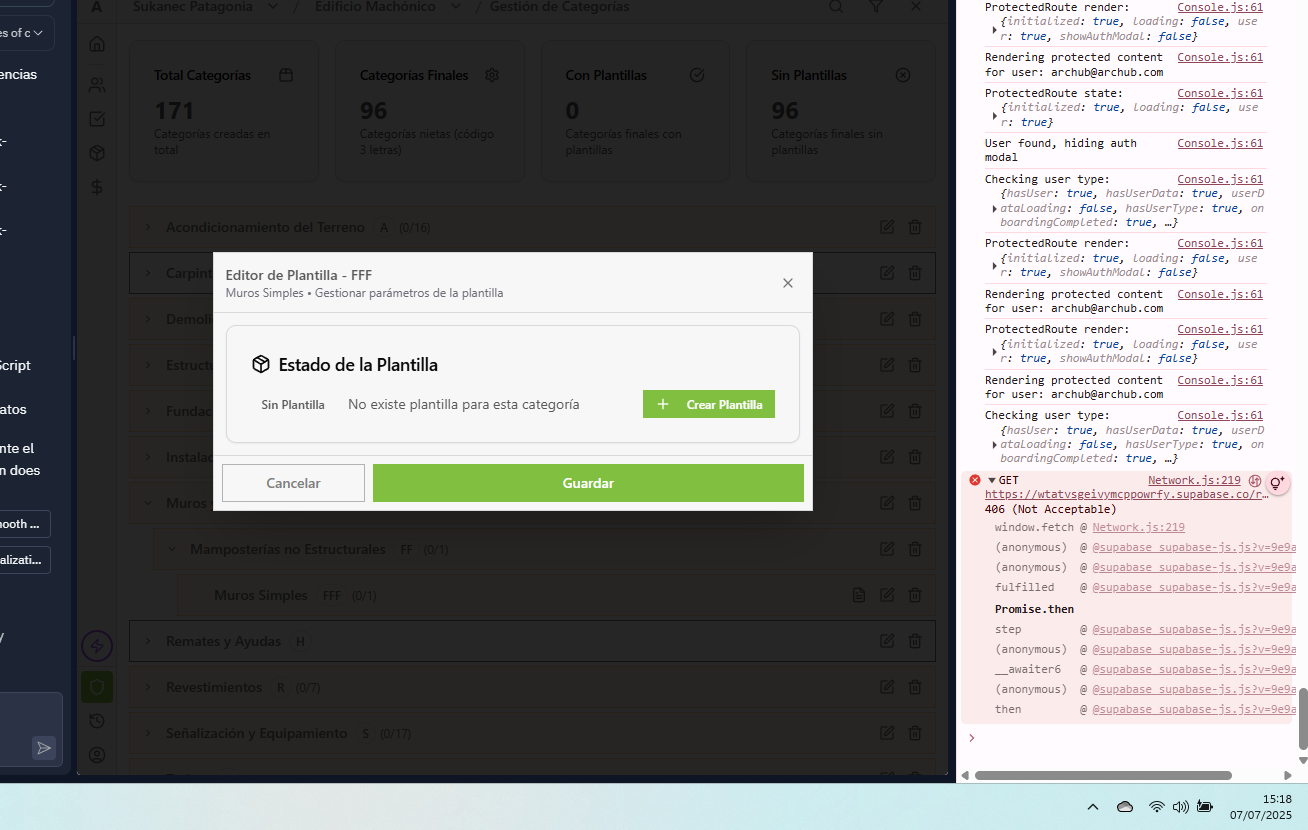 es of c
encias
Script
atos
nte el
n does
nooth ...
alizati...
Sukanec Patagonia / Edificio Machónico / Gestión de Categorías
Total Categorías
171
Categorías creadas en
total
Categorías Finales
96
Categorías nietas (código
3 letras)
Con Plantillas
0
Categorías finales con
plantillas
Sin Plantillas
96
Categorías finales sin
plantillas
Acondicionamiento del Terreno A (0/16)
Carpint
Demoli
Estructu
Fundac
Instalac
Muros
Mamposterías no Estructurales FF (0/1)
Muros Simples FFF (0/1)
Remates y Ayudas H
Revestimientos R (0/7)
Señalización y Equipamiento S (0/17)
Editor de Plantilla - FFF
Muros Simples • Gestionar parámetros de la plantilla
Estado de la Plantilla
Sin Plantilla No existe plantilla para esta categoría
+ Crear Plantilla
Cancelar
Guardar
ProtectedRoute render: Console.js:61
{initialized: true, loading: false, use
r: true, showAuthModal: false}
Rendering protected content Console.js:61
for user: archub@archub.com
ProtectedRoute state: Console.js:61
{initialized: true, loading: false, use
r: true}
User found, hiding auth Console.js:61
modal
Checking user type: Console.js:61
{hasUser: true, hasUserData: true, userD
ataLoading: false, hasUserType: true, on
boardingCompleted: true, …}
ProtectedRoute render: Console.js:61
{initialized: true, loading: false, use
r: true, showAuthModal: false}
Rendering protected content Console.js:61
for user: archub@archub.com
ProtectedRoute render: Console.js:61
{initialized: true, loading: false, use
r: true, showAuthModal: false}
Rendering protected content Console.js:61
for user: archub@archub.com
Checking user type: Console.js:61
{hasUser: true, hasUserData: true, userD
ataLoading: false, hasUserType: true, on
boardingCompleted: true, …}
GET Network.js:219
https://wtatvsgeivymcppowrfy.supabase.co/r…
406 (Not Acceptable)
window.fetch @ Network.js:219
(anonymous) @ @supabase_supabase-js.js?v=9e9a
(anonymous) @ @supabase_supabase-js.js?v=9e9a
fulfilled @ @supabase_supabase-js.js?v=9e9a
Promise.then
step @ @supabase_supabase-js.js?v=9e9a
(anonymous) @ @supabase_supabase-js.js?v=9e9a
__awaiter6 @ @supabase_supabase-js.js?v=9e9a
(anonymous) @ @supabase_supabase-js.js?v=9e9a
then @ @supabase_supabase-js.js?v=9e9a
15:18
07/07/2025